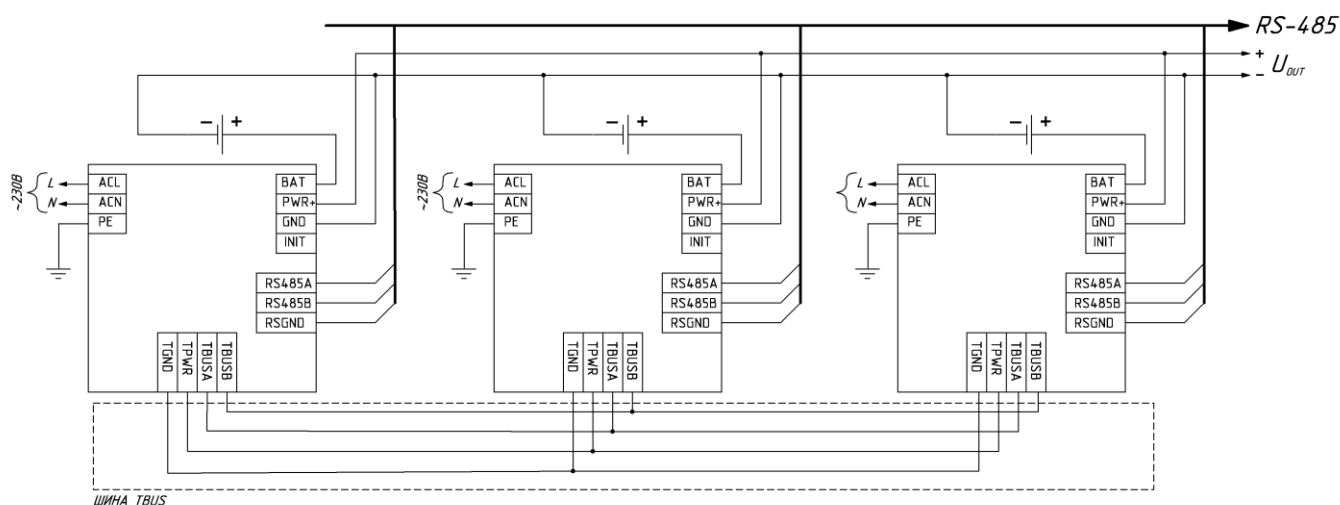 RS-485
+
U_OUT
-
- +
- +
- +
~230В
L
N
ACL
ACN
PE
BAT
PWR+
GND
INIT
RS485A
RS485B
RSGND
TGND
TPWR
TBUSA
TBUSB
~230В
L
N
ACL
ACN
PE
BAT
PWR+
GND
INIT
RS485A
RS485B
RSGND
TGND
TPWR
TBUSA
TBUSB
L
N
ACL
ACN
PE
BAT
PWR+
GND
INIT
RS485A
RS485B
RSGND
TGND
TPWR
TBUSA
TBUSB
ШИНА TBUS